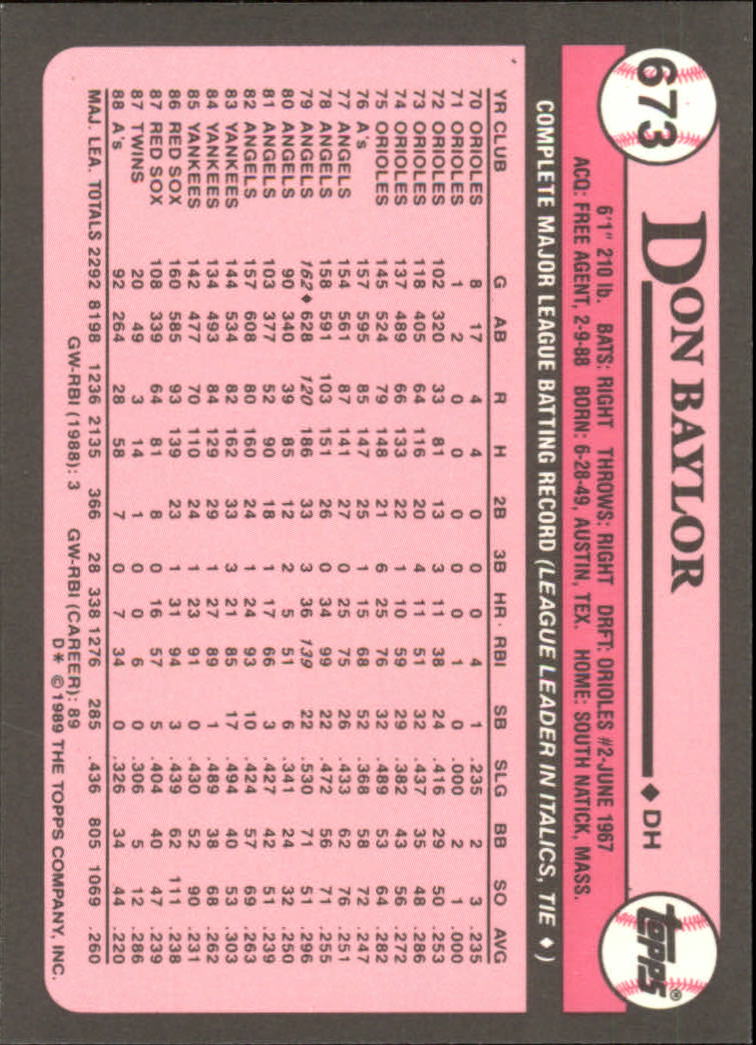 673
DON BAYLOR ◆ DH
TOPPS®
6'1" 210 lb. BATS: RIGHT THROWS: RIGHT DRFT: ORIOLES #2-JUNE 1967
ACQ: FREE AGENT, 2-9-88 BORN: 6-28-49, AUSTIN, TEX. HOME: SOUTH NATICK, MASS.
COMPLETE MAJOR LEAGUE BATTING RECORD (LEAGUE LEADER IN ITALICS, TIE ◆)
YR CLUB G AB R H 2B 3B HR RBI SB SLG BB SO AVG
70 ORIOLES 8 17 4 4 0 0 0 4 1 .235 2 3 .235
71 ORIOLES 1 2 0 0 0 0 0 1 0 .000 2 1 .000
72 ORIOLES 102 320 33 81 13 3 11 38 24 .416 29 50 .253
73 ORIOLES 118 405 64 116 20 4 11 51 32 .437 35 48 .286
74 ORIOLES 137 489 66 133 22 1 10 59 29 .382 43 56 .272
75 ORIOLES 145 524 79 148 21 6 25 76 32 .489 53 64 .282
76 A's 157 595 85 147 25 1 15 68 52 .368 58 72 .247
77 ANGELS 154 561 87 141 27 0 25 75 26 .433 62 76 .251
78 ANGELS 158 591 103 151 26 0 34 99 22 .472 56 71 .255
79 ANGELS 162◆ 628 120 186 33 3 36 139 22 .530 71 51 .296
80 ANGELS 90 340 39 85 12 2 5 51 6 .341 24 32 .250
81 ANGELS 103 377 52 90 18 1 17 66 3 .427 42 51 .239
82 ANGELS 157 608 80 160 24 1 24 93 10 .424 57 69 .263
83 YANKEES 144 534 82 162 33 3 21 85 17 .494 40 53 .303
84 YANKEES 134 493 84 129 29 1 27 89 1 .489 38 68 .262
85 YANKEES 142 477 70 110 24 1 23 91 0 .430 52 90 .231
86 RED SOX 160 585 93 139 23 1 31 94 3 .439 62 111 .238
87 RED SOX 108 339 64 81 8 0 16 57 5 .404 40 47 .239
87 TWINS 20 49 3 14 1 0 0 6 0 .306 5 12 .286
88 A's 92 264 28 58 7 0 7 34 0 .326 34 44 .220
MAJ. LEA. TOTALS 2292 8198 1236 2135 366 28 338 1276 285 .436 805 1069 .260
GW-RBI (1988): 3 GW-RBI (CAREER): 89
D* ©1989 THE TOPPS COMPANY, INC.